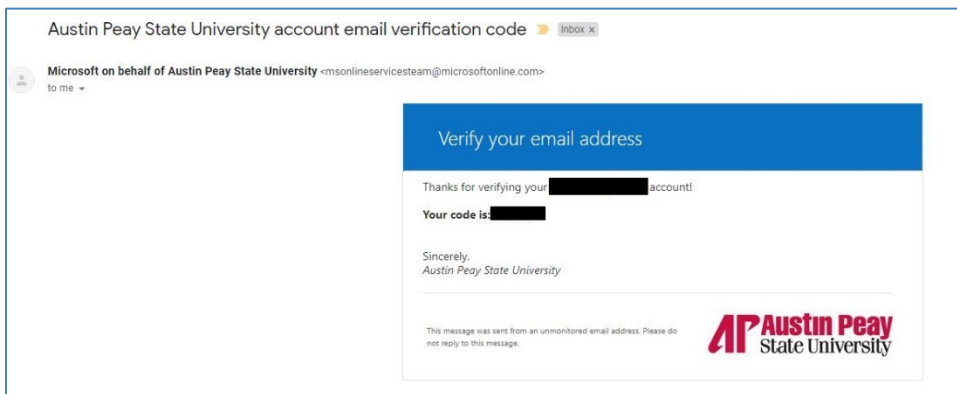 Austin Peay State University account email verification code Inbox x
Microsoft on behalf of Austin Peay State University <msonlineservicesteam@microsoftonline.com>
to me
Verify your email address
Thanks for verifying your account!
Your code is:
Sincerely,
Austin Peay State University
This message was sent from an unmonitored email address. Please do
not reply to this message.
AP Austin Peay
State University